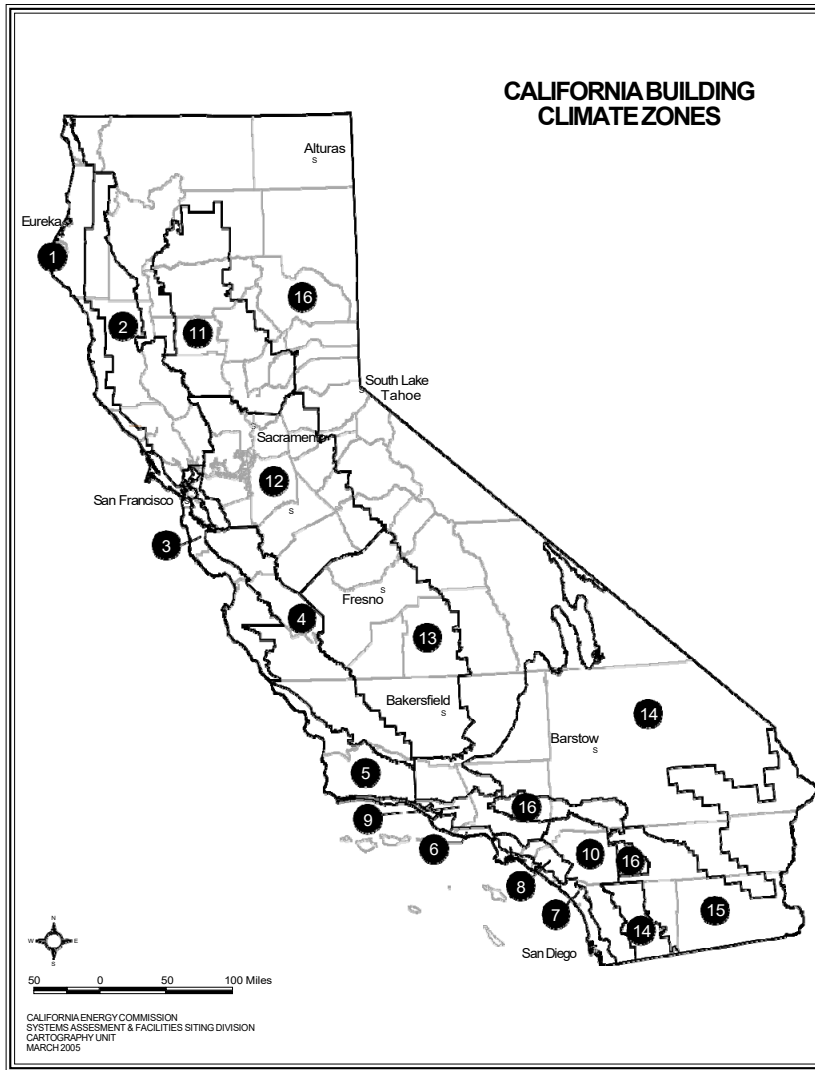 CALIFORNIA BUILDING
CLIMATE ZONES
Alturas
S
Eureka
1
16
2
11
South Lake
Tahoe
Sacramento
12
San Francisco
S
3
S
Fresno
4
13
Bakersfield
S
14
Barstow
S
5
16
9
6
10
16
8
7
15
14
San Diego
N
W E
S
50 0 50 100 Miles
CALIFORNIA ENERGY COMMISSION
SYSTEMS ASSESMENT & FACILITIES SITING DIVISION
CARTOGRAPHY UNIT
MARCH 2005